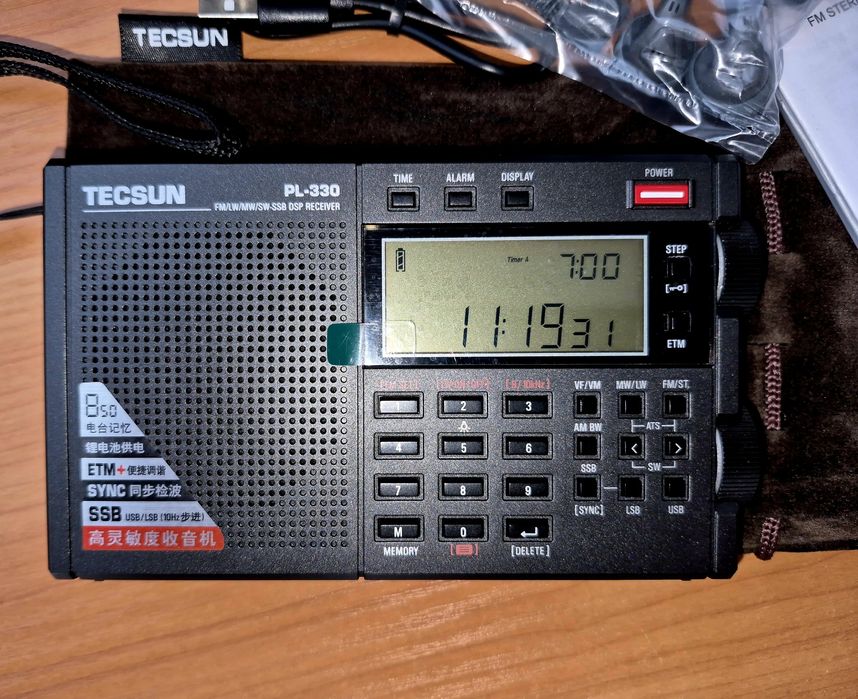 TECSUN
FM STER
TECSUN
PL-330
FM/LW/MW/SW-SSB DSP RECEIVER
TIME
ALARM
DISPLAY
POWER
Timer A
7:00
11:19 31
STEP
ETM
850
电台记忆
锂电池供电
ETM+便捷调谐
SYNC 同步检波
SSB USB/LSB (10Hz步进)
高灵敏度收音机
VF/VM
MW/LW
FM/ST.
1
2
3
AM BW
ATS
4
5
6
<
>
SSB
SW
7
8
9
[SYNC]
LSB
USB
M
0
MEMORY
[DELETE]